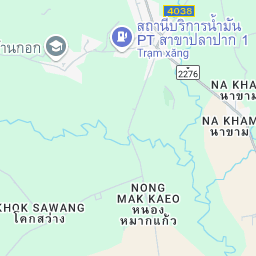 4038
สถานีบริการน้ำมัน
PT สาขาปลาปาก 1
Trạm xăng
านกอก
2276
NA KHA
นาขาม
NA KHAM
นาขาม
NONG
MAK KAEO
หนอง
หมากแก้ว
KHOK SAWANG
โคกสว่าง